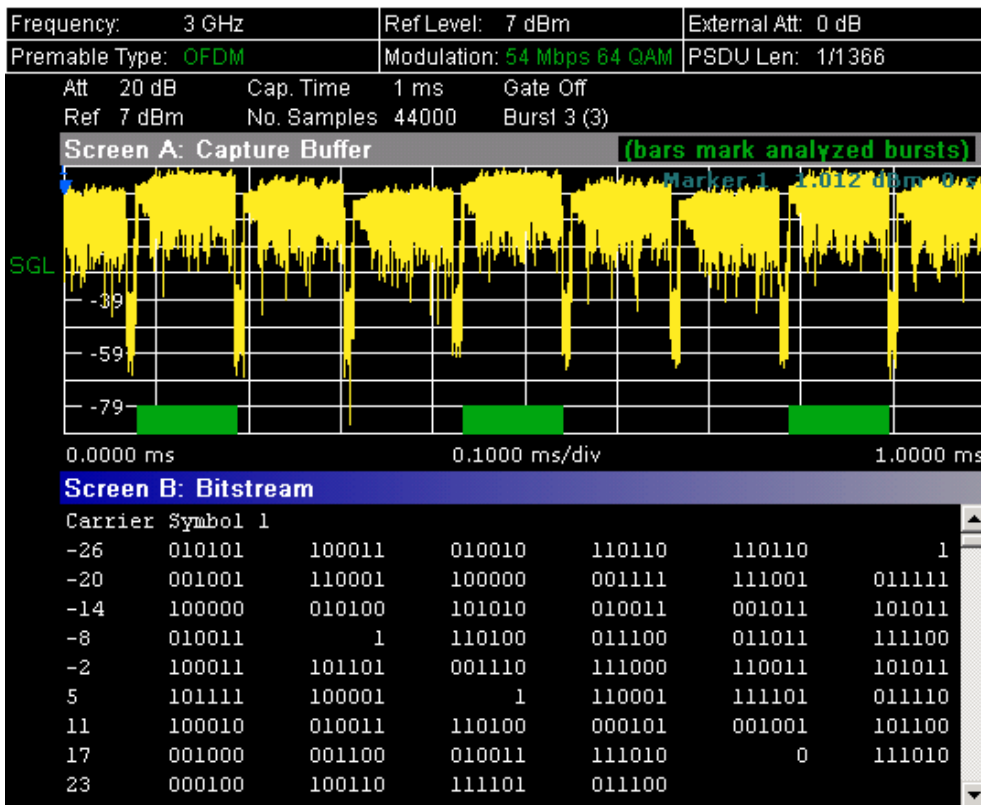 Frequency: 3 GHz Ref Level: 7 dBm External Att: 0 dB
Premable Type: OFDM Modulation: 54 Mbps 64 QAM PSDU Len: 1/1366
Att 20 dB Cap. Time 1 ms Gate Off
Ref 7 dBm No. Samples 44000 Burst 3 (3)
Screen A: Capture Buffer (bars mark analyzed bursts)
1
Marker 1 1.012 dBm 0 s
SGL
-39
-59
-79
0.0000 ms 0.1000 ms/div 1.0000 ms
Screen B: Bitstream
Carrier Symbol 1
-26 010101 100011 010010 110110 110110 1
-20 001001 110001 100000 001111 111001 011111
-14 100000 010100 101010 010011 001011 101011
-8 010011 1 110100 011100 011011 111100
-2 100011 101101 001110 111000 110011 101011
5 101111 100001 1 110001 111101 011110
11 100010 010011 110100 000101 001001 101100
17 001000 001100 010011 111010 0 111010
23 000100 100110 111101 011100